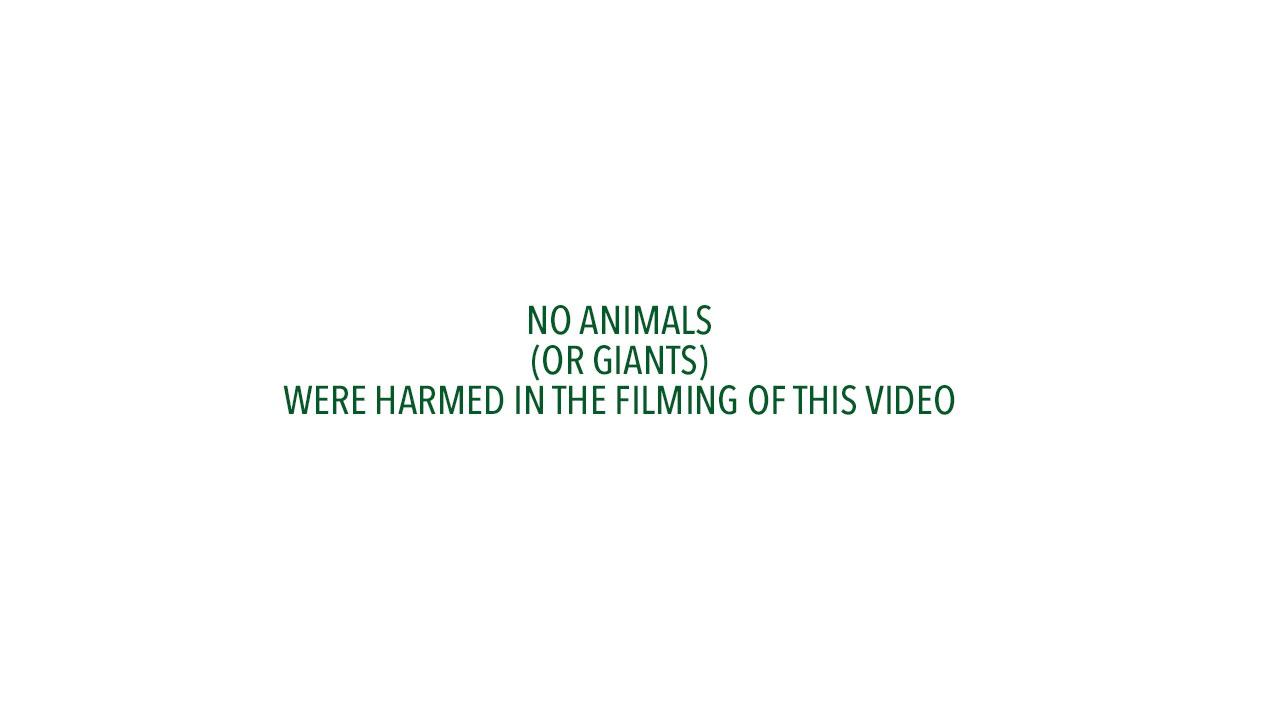 NO ANIMALS
(OR GIANTS)
WERE HARMED IN THE FILMING OF THIS VIDEO